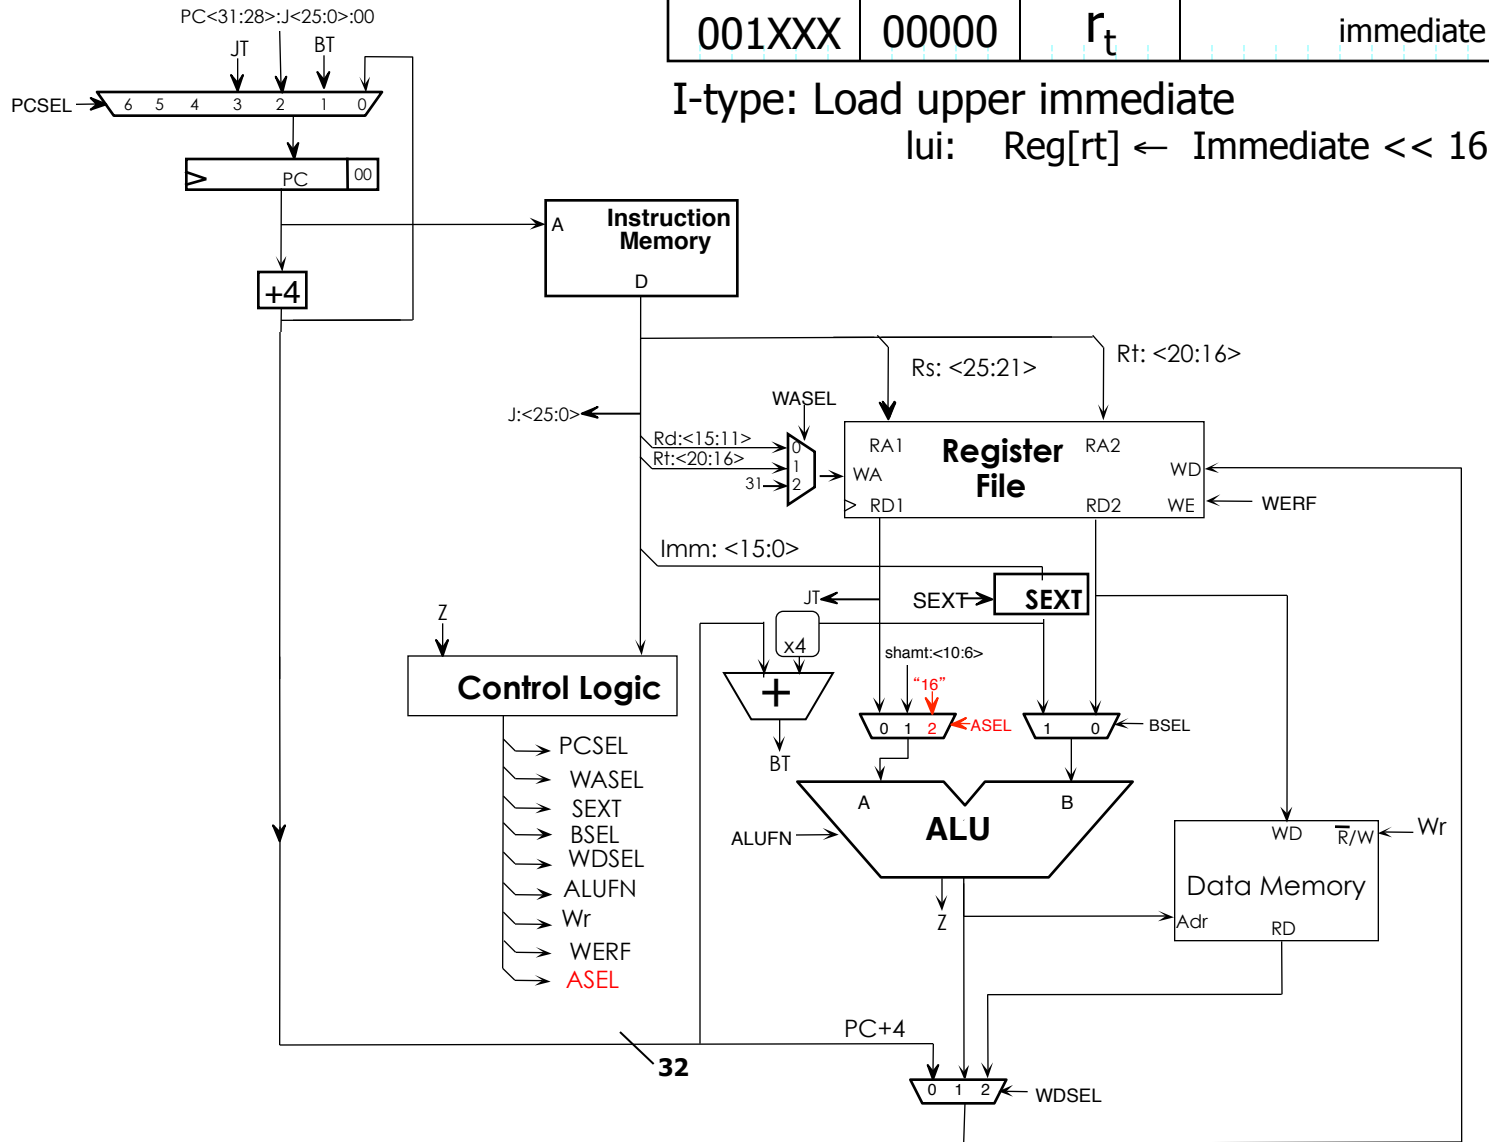 PC<31:28>:J<25:0>:00
001XXX 00000 rt immediate
JT BT
I-type: Load upper immediate
PCSEL 6 5 4 3 2 1 0
lui: Reg[rt] ← Immediate << 16
PC 00
A Instruction
Memory
D
+4
Rs: <25:21> Rt: <20:16>
WASEL
J:<25:0>
Rd:<15:11> 0
Rt:<20:16> 1
31 2
RA1 Register RA2
File
WA WD
RD1 RD2 WE WERF
Imm: <15:0>
JT SEXT SEXT
Z
x4 shamt:<10:6>
"16"
Control Logic
+
0 1 2 ASEL 1 0 BSEL
BT
PCSEL
WASEL
SEXT
BSEL
WDSEL
ALUFN
Wr
WERF
ASEL
A B
ALU
ALUFN
Z
WD R/W Wr
Data Memory
Adr RD
PC+4
32
0 1 2 WDSEL